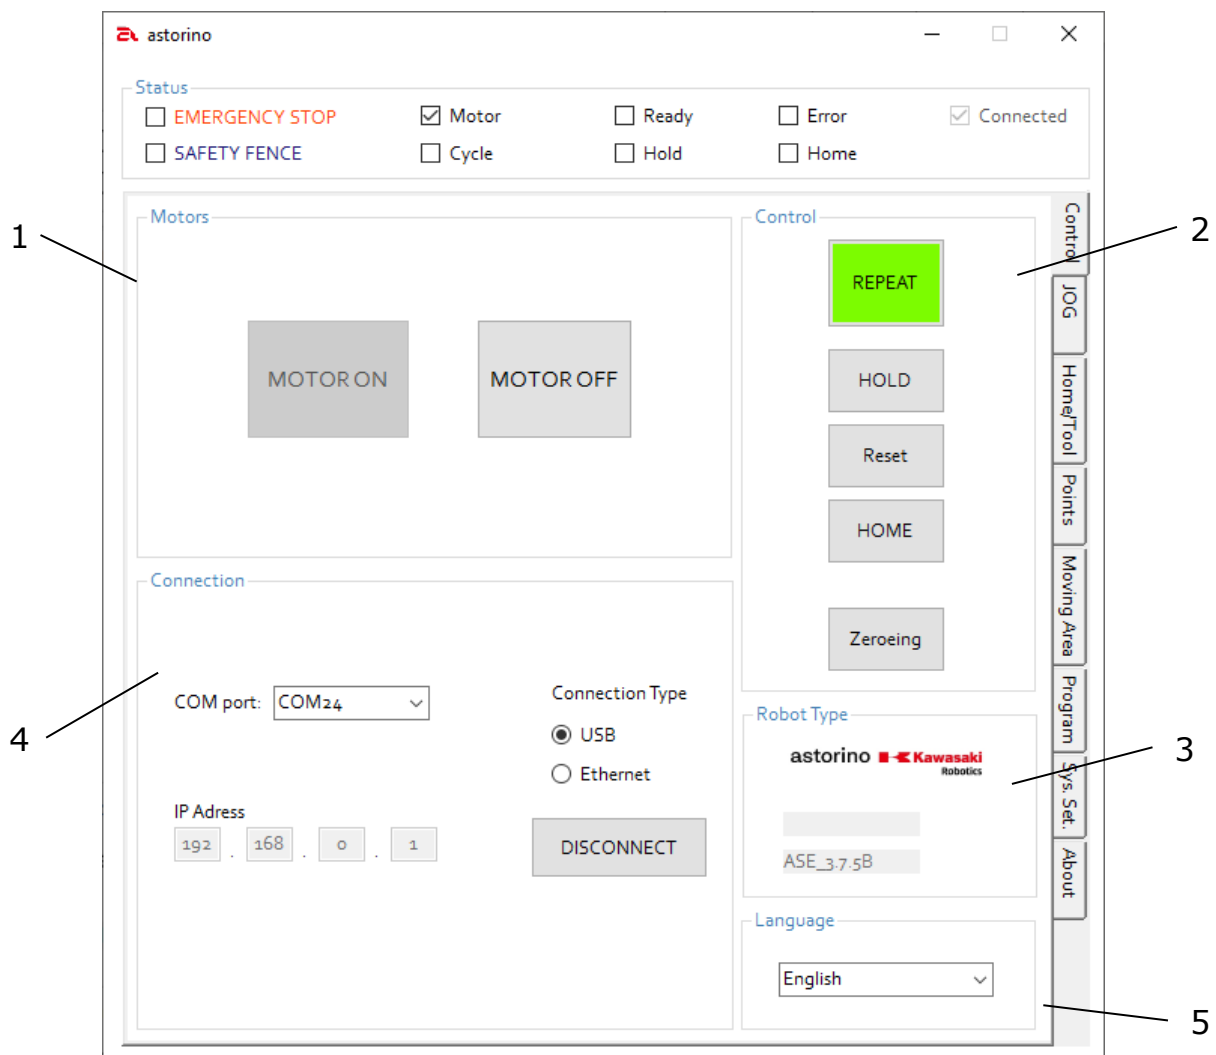 astorino
Status
EMERGENCY STOP
Motor
Ready
Error
Connected
SAFETY FENCE
Cycle
Hold
Home
1
Motors
MOTOR ON
MOTOR OFF
Control
REPEAT
HOLD
Reset
HOME
Zeroeing
2
Control
JOG
Home/Tool
Points
Moving Area
Program
Sys. Set.
About
Connection
4
COM port:
COM24
Connection Type
USB
Ethernet
IP Adress
192 . 168 . 0 . 1
DISCONNECT
Robot Type
astorino Kawasaki
Robotics
ASE_3.7.5B
3
Language
English
5